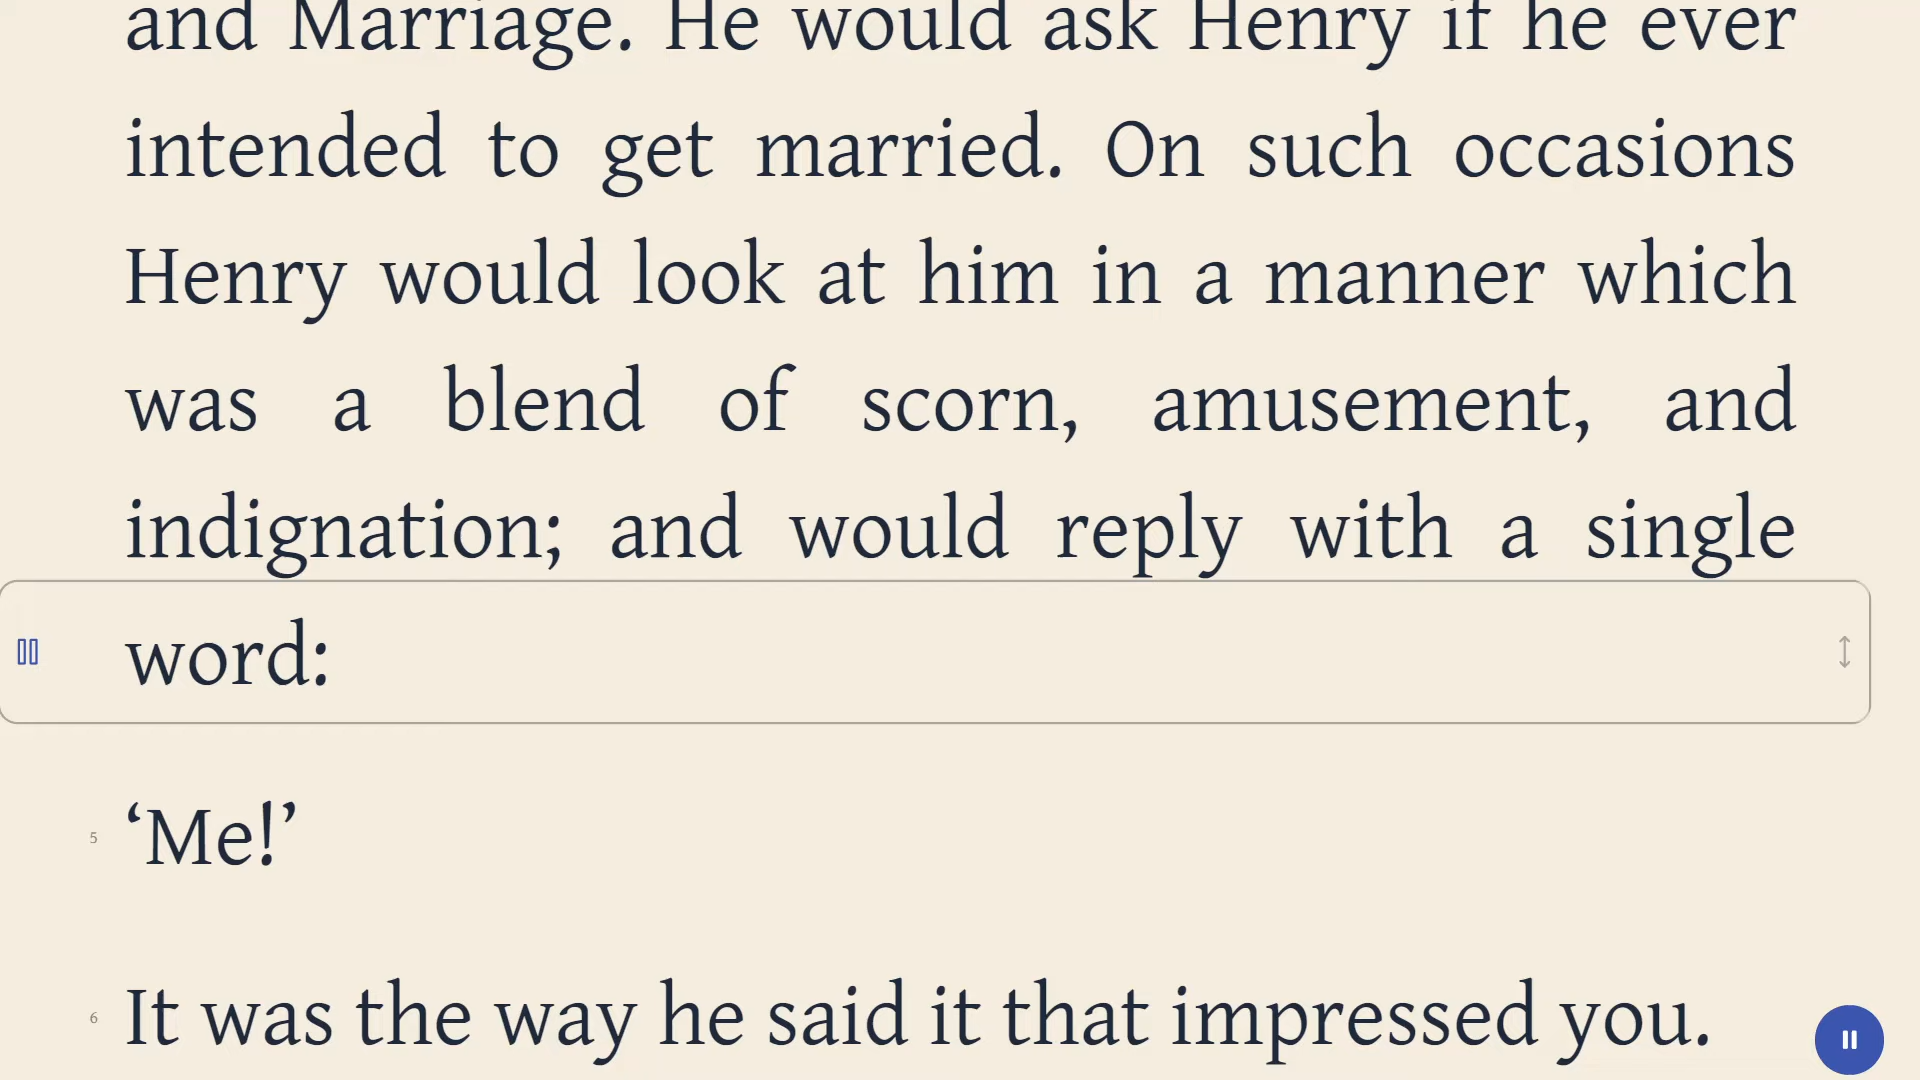 and Marriage. He would ask Henry if he ever
intended to get married. On such occasions
Henry would look at him in a manner which
was a blend of scorn, amusement, and
indignation; and would reply with a single
word:
5 ‘Me!’
6 It was the way he said it that impressed you.